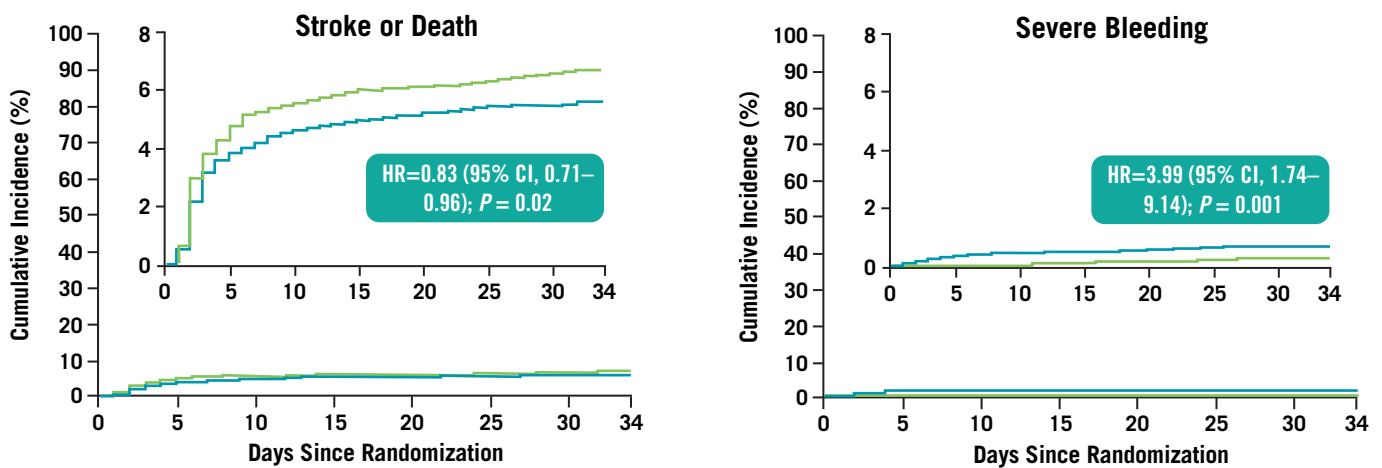 Stroke or Death
Cumulative Incidence (%)
100
90
80
70
60
50
40
30
20
10
0
8
6
4
2
0
HR=0.83 (95% CI, 0.71–
0.96); P = 0.02
0 5 10 15 20 25 30 34
0 5 10 15 20 25 30 34
Days Since Randomization
Severe Bleeding
Cumulative Incidence (%)
100
90
80
70
60
50
40
30
20
10
0
8
6
4
2
0
HR=3.99 (95% CI, 1.74–
9.14); P = 0.001
0 5 10 15 20 25 30 34
0 5 10 15 20 25 30 34
Days Since Randomization